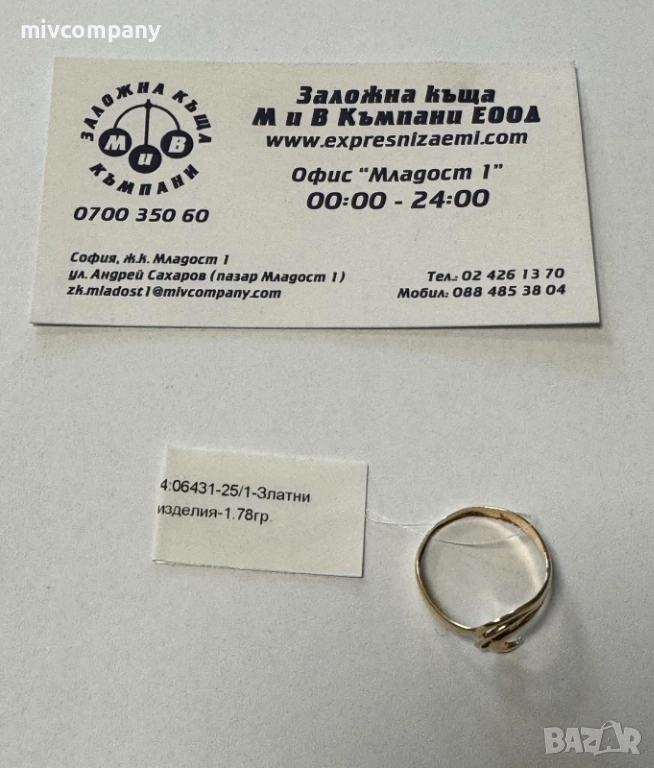 mivcompany
ЗАЛОЖНА КЪЩА
М и В
КЪМПАНИ
0700 350 60
Заложна къща
М и В Къмпани ЕООД
www.expresnizaemi.com
Офис "Младост 1"
00:00 - 24:00
София, ж.к. Младост 1
ул. Андрей Сахаров (пазар Младост 1)
zk.mladost1@mivcompany.com
Тел.: 02 426 13 70
Мобил: 088 485 38 04
4:06431-25/1-Златни
изделия-1.78гр.
BAZAR